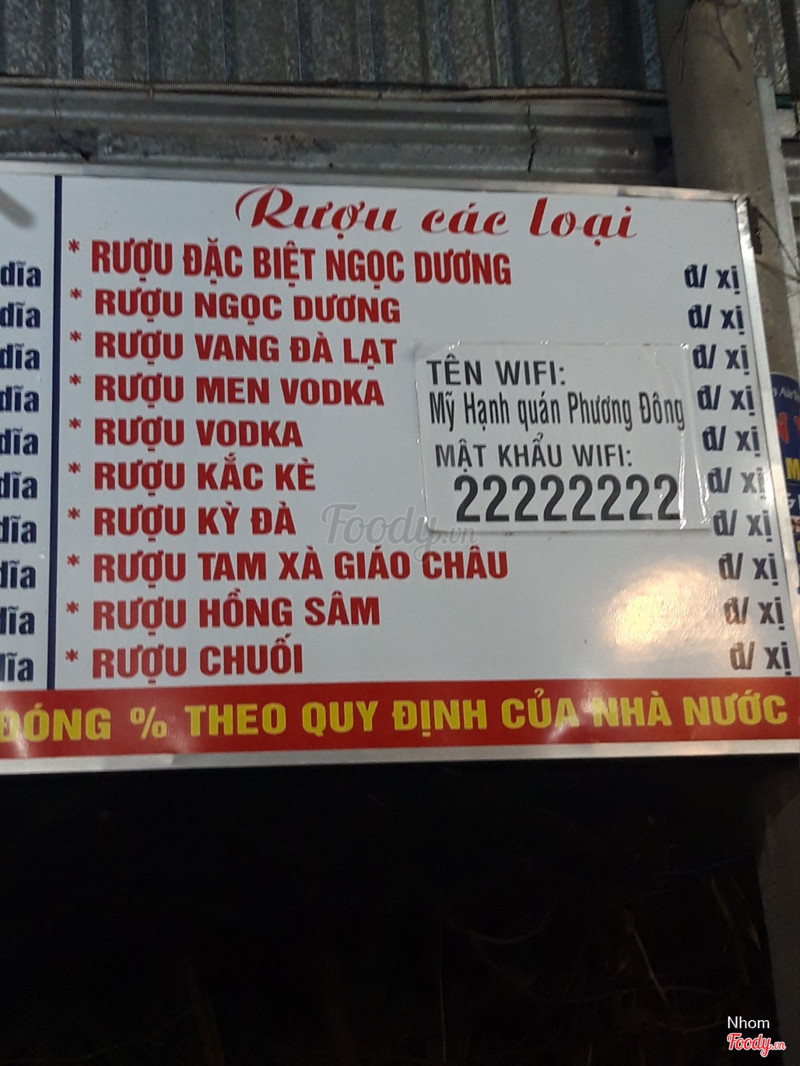 Rượu các loại
dĩa * RƯỢU ĐẶC BIỆT NGỌC DƯƠNG đ/ xị
dĩa * RƯỢU NGỌC DƯƠNG đ/ xị
dĩa * RƯỢU VANG ĐÀ LẠT đ/ xị
dĩa * RƯỢU MEN VODKA đ/ xị
dĩa * RƯỢU VODKA đ/ xị
dĩa * RƯỢU KẮC KÈ đ/ xị
dĩa * RƯỢU KỲ ĐÀ đ/ xị
dĩa * RƯỢU TAM XÀ GIÁO CHÂU đ/ xị
dĩa * RƯỢU HỒNG SÂM đ/ xị
dĩa * RƯỢU CHUỐI đ/ xị
TÊN WIFI:
Mỹ Hạnh quán Phương Đông
MẬT KHẨU WIFI:
22222222
ĐÓNG % THEO QUY ĐỊNH CỦA NHÀ NƯỚC
Foody.vn
Nhom
Foody.vn